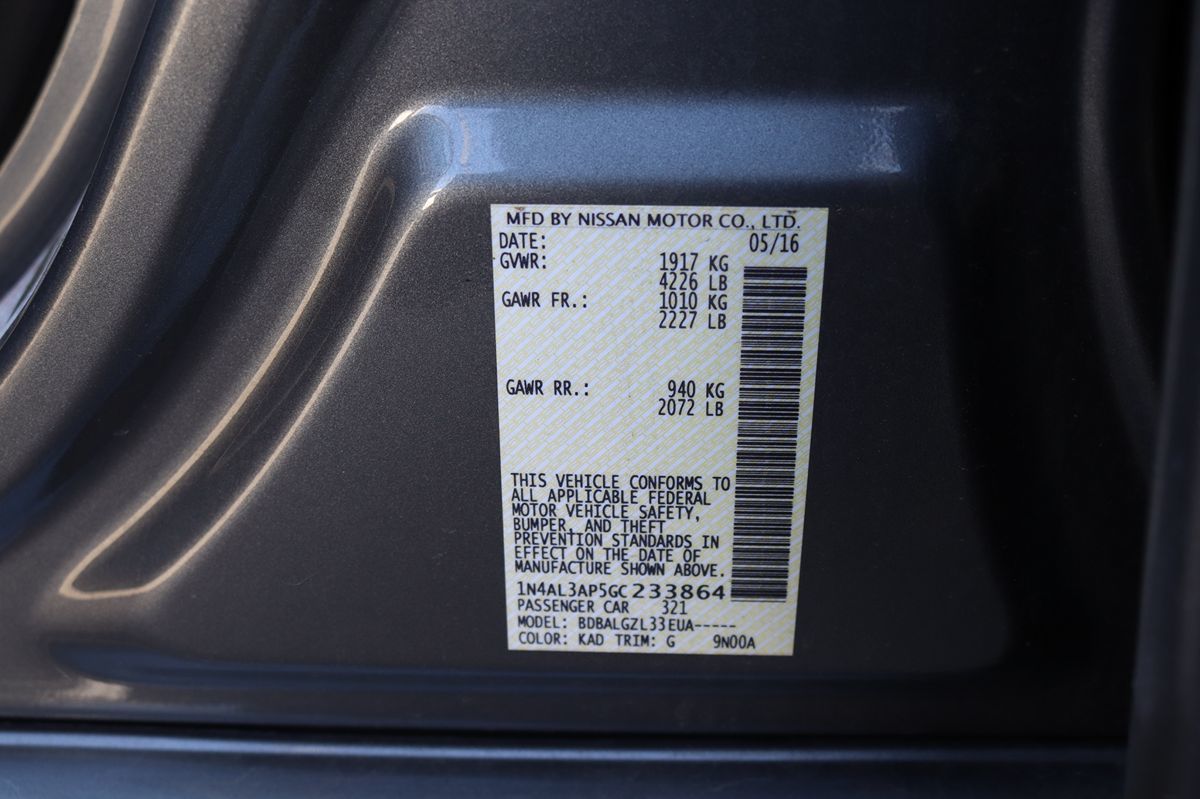 MFD BY NISSAN MOTOR CO., LTD.
DATE: 05/16
GVWR: 1917 KG
4226 LB
GAWR FR.: 1010 KG
2227 LB
GAWR RR.: 940 KG
2072 LB
THIS VEHICLE CONFORMS TO
ALL APPLICABLE FEDERAL
MOTOR VEHICLE SAFETY,
BUMPER, AND THEFT
PREVENTION STANDARDS IN
EFFECT ON THE DATE OF
MANUFACTURE SHOWN ABOVE.
1N4AL3AP5GC233864
PASSENGER CAR 321
MODEL: BDBALGZL33EUA-----
COLOR: KAD TRIM: G 9N00A